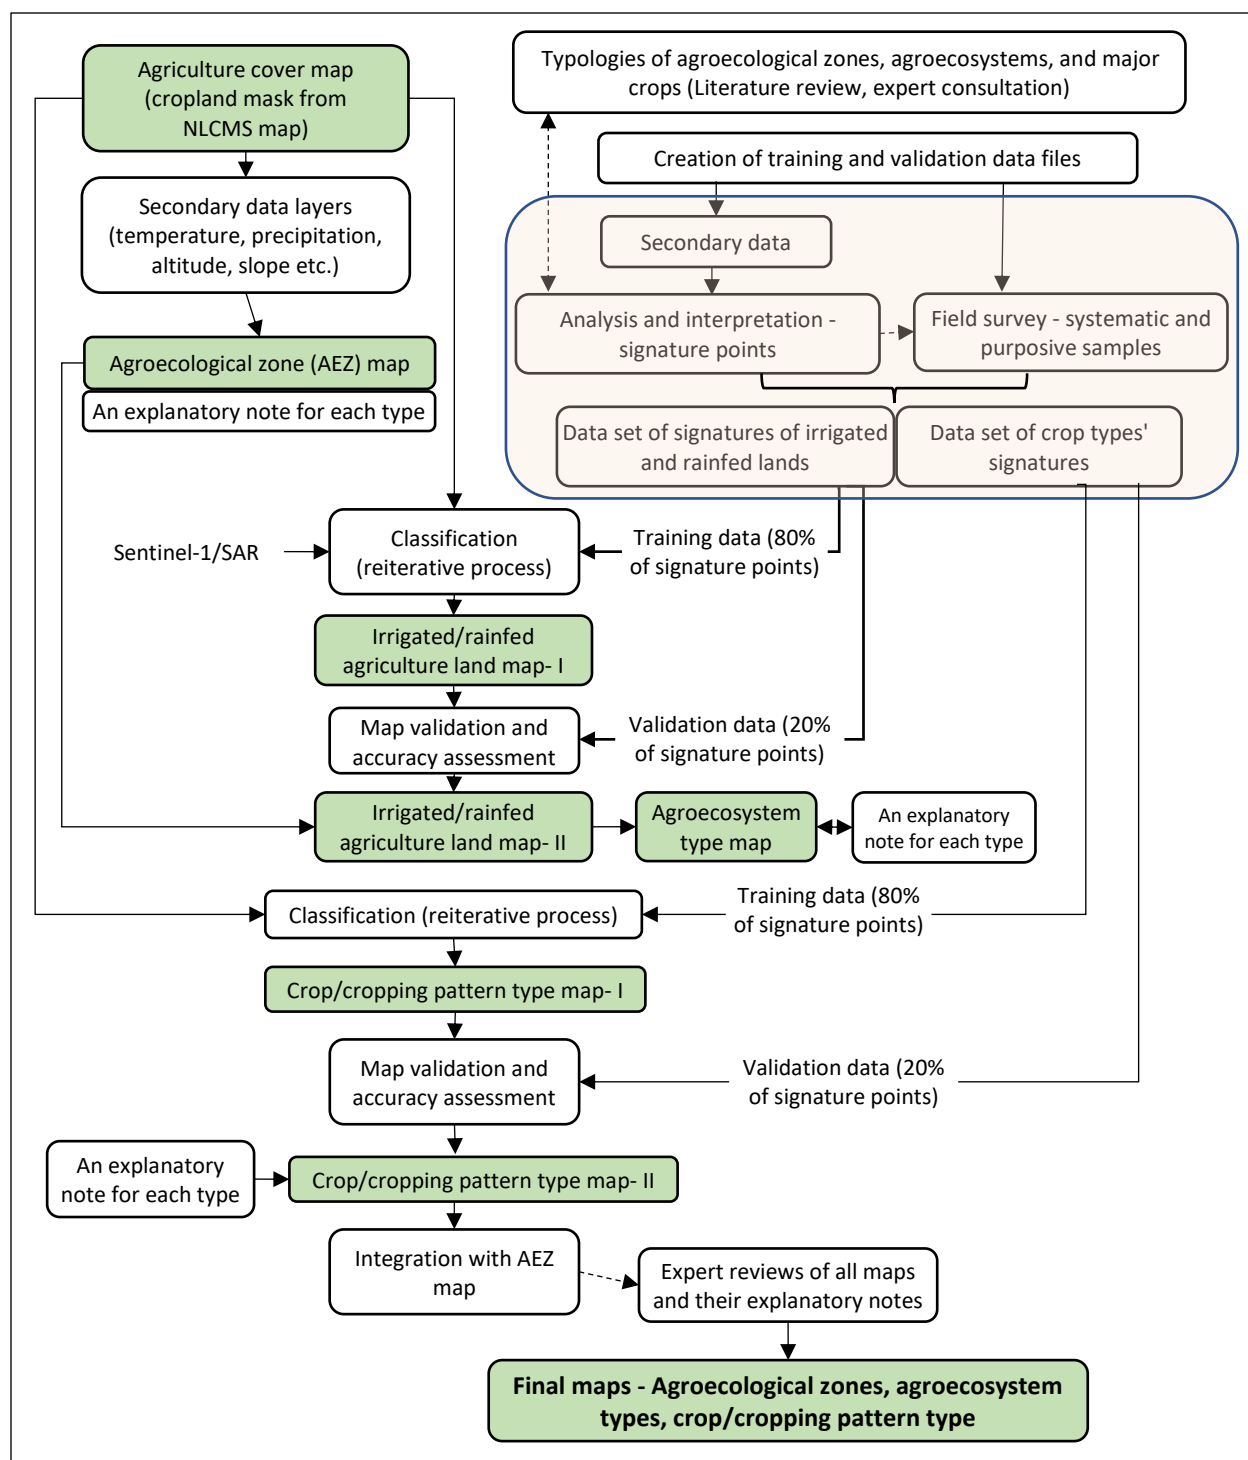 Agriculture cover map
(cropland mask from
NLCMS map)
Typologies of agroecological zones, agroecosystems, and major
crops (Literature review, expert consultation)
Creation of training and validation data files
Secondary data layers
(temperature, precipitation,
altitude, slope etc.)
Secondary data
Analysis and interpretation -
signature points
Field survey - systematic and
purposive samples
Agroecological zone (AEZ) map
An explanatory note for each type
Data set of signatures of irrigated
and rainfed lands
Data set of crop types'
signatures
Sentinel-1/SAR
Classification
(reiterative process)
Training data (80%
of signature points)
Irrigated/rainfed
agriculture land map- I
Map validation and
accuracy assessment
Validation data (20%
of signature points)
Irrigated/rainfed
agriculture land map- II
Agroecosystem
type map
An explanatory
note for each type
Classification (reiterative process)
Training data (80%
of signature points)
Crop/cropping pattern type map- I
Map validation and
accuracy assessment
Validation data (20%
of signature points)
An explanatory
note for each type
Crop/cropping pattern type map- II
Integration with AEZ
map
Expert reviews of all maps
and their explanatory notes
Final maps - Agroecological zones, agroecosystem
types, crop/cropping pattern type